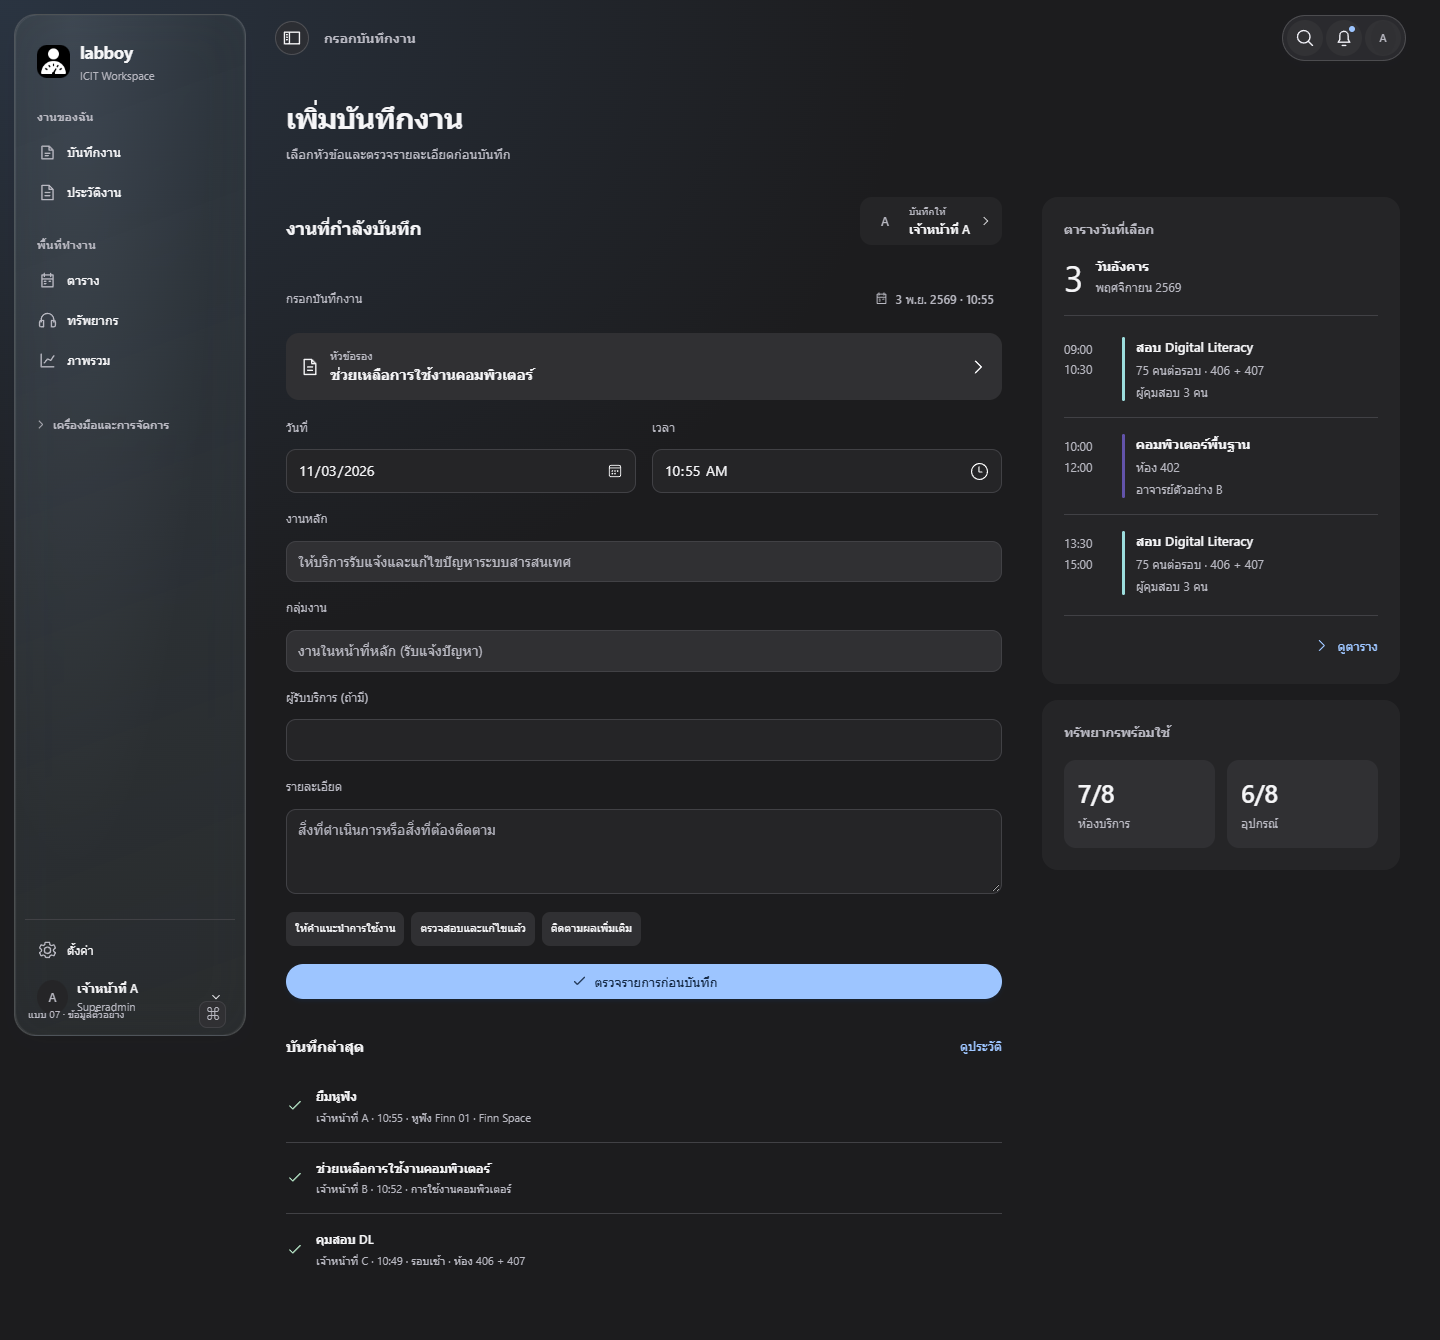 labboy
ICIT Workspace
งานของฉัน
บันทึกงาน
ประวัติงาน
พื้นที่ทำงาน
ตาราง
ทรัพยากร
ภาพรวม
เครื่องมือและการจัดการ
ตั้งค่า
A
เจ้าหน้าที่ A
Superadmin
แบบ 07 · ข้อมูลตัวอย่าง
⌘
กรอกบันทึกงาน
A
เพิ่มบันทึกงาน
เลือกหัวข้อและตรวจรายละเอียดก่อนบันทึก
งานที่กำลังบันทึก
A
บันทึกให้
เจ้าหน้าที่ A
กรอกบันทึกงาน
3 พ.ย. 2569 · 10:55
หัวข้อรอง
ช่วยเหลือการใช้งานคอมพิวเตอร์
วันที่
เวลา
11/03/2026
10:55 AM
งานหลัก
ให้บริการรับแจ้งและแก้ไขปัญหาระบบสารสนเทศ
กลุ่มงาน
งานในหน้าที่หลัก (รับแจ้งปัญหา)
ผู้รับบริการ (ถ้ามี)
รายละเอียด
สิ่งที่ดำเนินการหรือสิ่งที่ต้องติดตาม
ให้คำแนะนำการใช้งาน
ตรวจสอบและแก้ไขแล้ว
ติดตามผลเพิ่มเติม
ตรวจรายการก่อนบันทึก
บันทึกล่าสุด
ดูประวัติ
ยืมหูฟัง
เจ้าหน้าที่ A · 10:55 · หูฟัง Finn 01 · Finn Space
ช่วยเหลือการใช้งานคอมพิวเตอร์
เจ้าหน้าที่ B · 10:52 · การใช้งานคอมพิวเตอร์
คุมสอบ DL
เจ้าหน้าที่ C · 10:49 · รอบเช้า · ห้อง 406 + 407
ตารางวันที่เลือก
3
วันอังคาร
พฤศจิกายน 2569
09:00
10:30
สอบ Digital Literacy
75 คนต่อรอบ · 406 + 407
ผู้คุมสอบ 3 คน
10:00
12:00
คอมพิวเตอร์พื้นฐาน
ห้อง 402
อาจารย์ตัวอย่าง B
13:30
15:00
สอบ Digital Literacy
75 คนต่อรอบ · 406 + 407
ผู้คุมสอบ 3 คน
ดูตาราง
ทรัพยากรพร้อมใช้
7/8
ห้องบริการ
6/8
อุปกรณ์